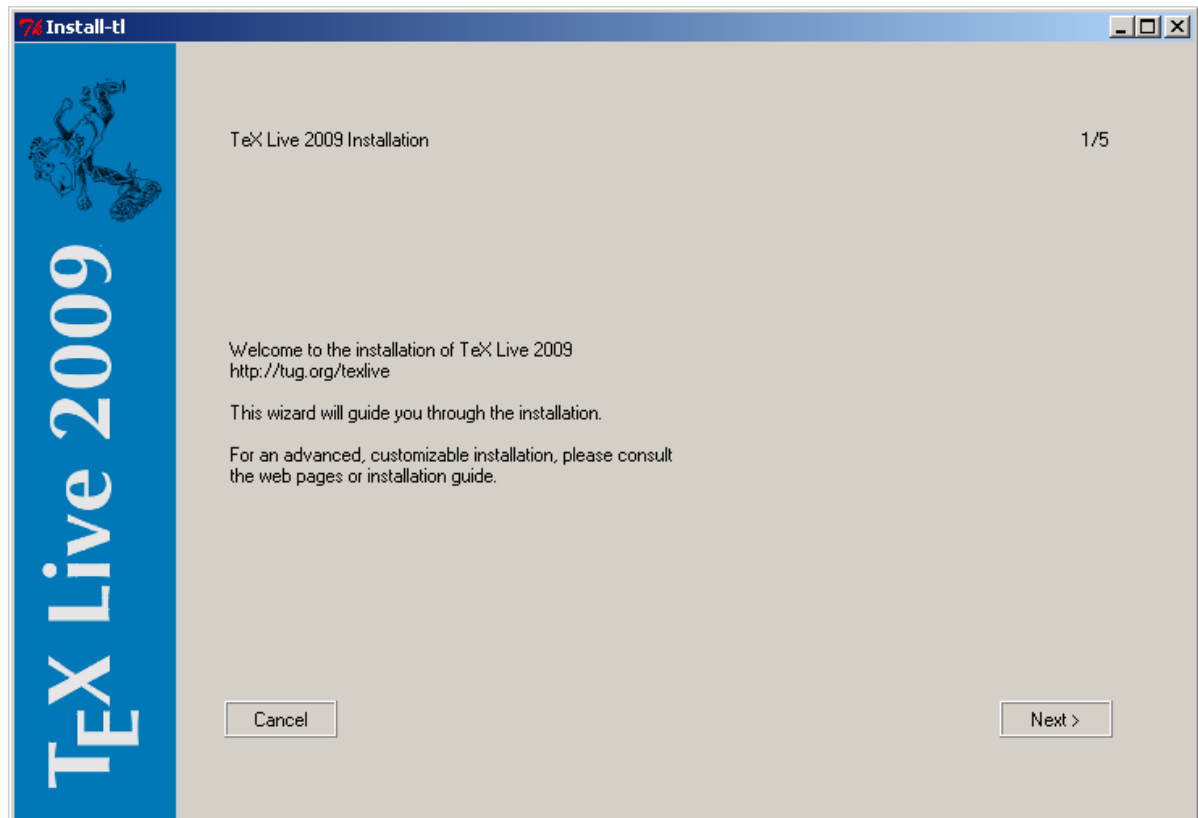 Install-tl
TeX Live 2009 Installation
1/5
Welcome to the installation of TeX Live 2009
http://tug.org/texlive
This wizard will guide you through the installation.
For an advanced, customizable installation, please consult
the web pages or installation guide.
Cancel
Next >
TEX Live 2009